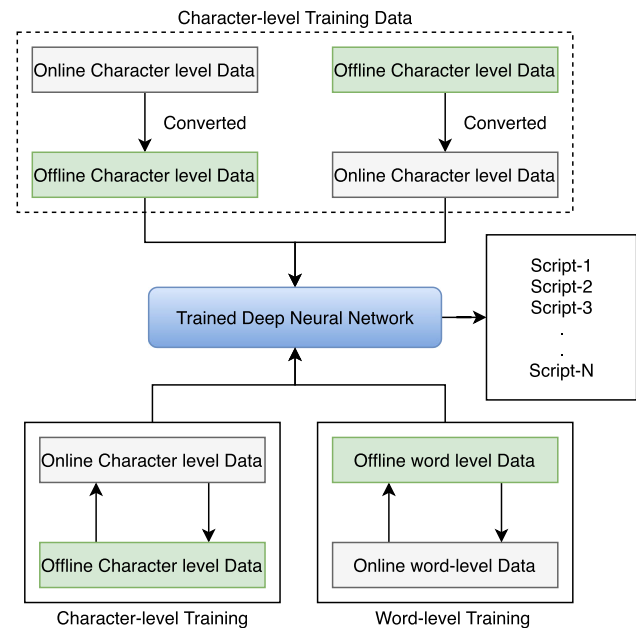 Character-level Training Data
Online Character level Data
Offline Character level Data
Converted
Converted
Offline Character level Data
Online Character level Data
Trained Deep Neural Network
Script-1
Script-2
Script-3
.
.
Script-N
Online Character level Data
Offline word level Data
Offline Character level Data
Online word-level Data
Character-level Training
Word-level Training